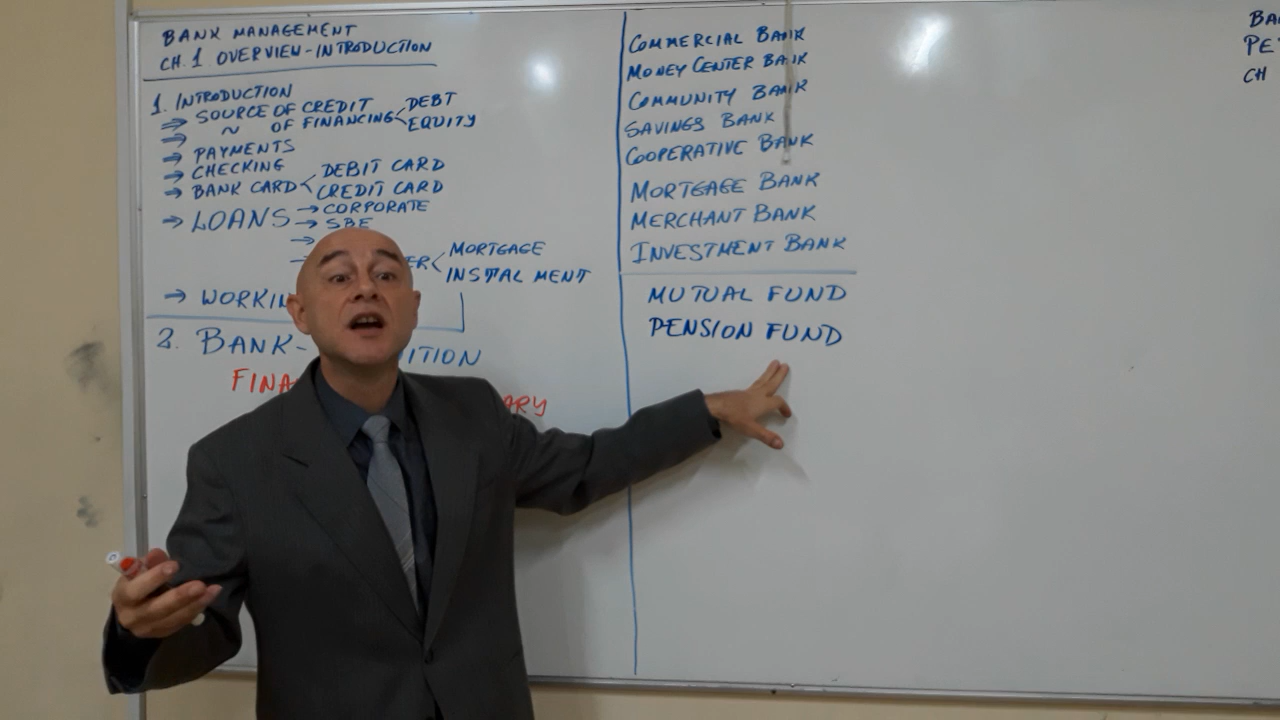 BANK MANAGEMENT
CH. 1 OVERVIEW-INTRODUCTION
1. INTRODUCTION
⇒ SOURCE OF CREDIT
⇒ ~ OF FINANCING < DEBT
EQUITY
⇒ PAYMENTS
⇒ CHECKING
⇒ BANK CARD < DEBIT CARD
CREDIT CARD
⇒ LOANS → CORPORATE
→ SBE
MORTGAGE
INSTALMENT
2. BANK-
COMMERCIAL BANK
MONEY CENTER BANK
COMMUNITY BANK
SAVINGS BANK
COOPERATIVE BANK
MORTGAGE BANK
MERCHANT BANK
INVESTMENT BANK
MUTUAL FUND
PENSION FUND
CH